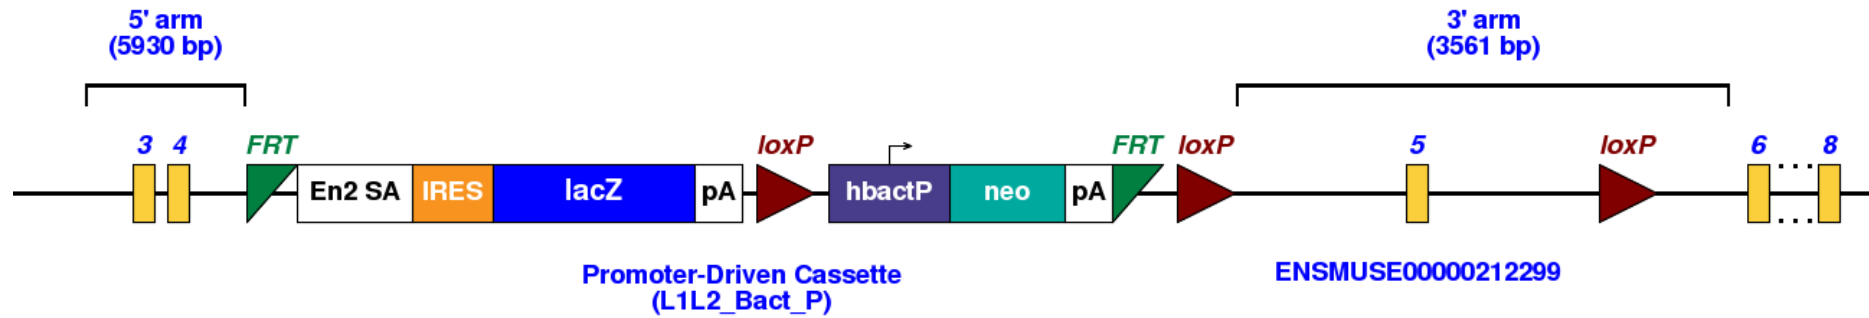 5' arm
(5930 bp)
3' arm
(3561 bp)
3 4 FRT loxP FRT loxP 5 loxP 6 8
En2 SA IRES lacZ pA hbactP neo pA
...
...
Promoter-Driven Cassette
(L1L2_Bact_P)
ENSMUSE00000212299